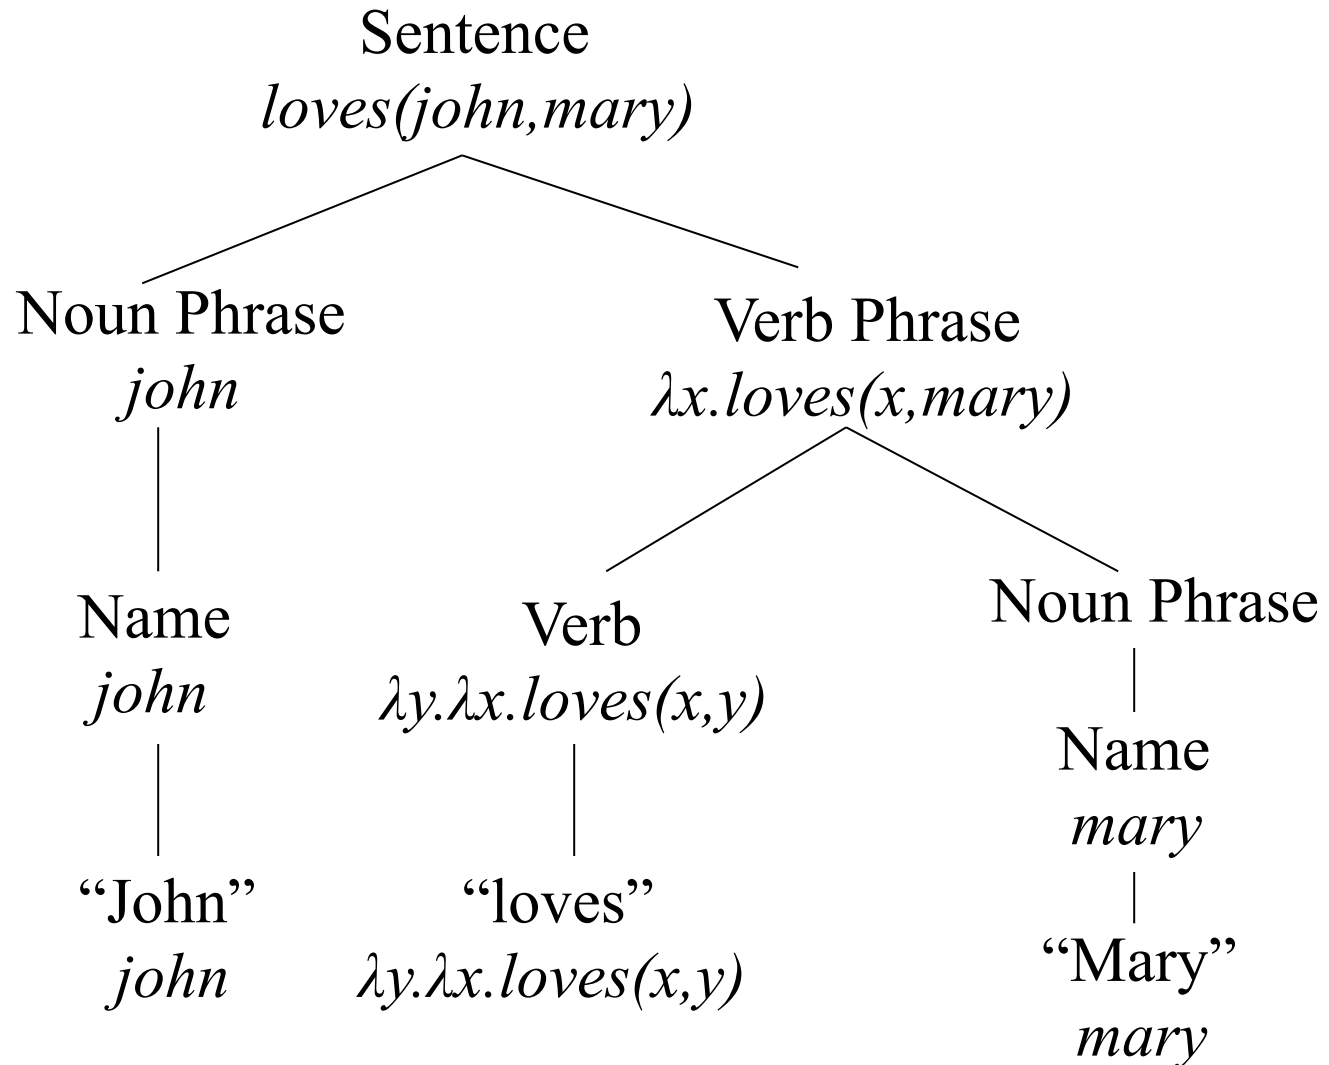 Sentence
loves(john,mary)
Noun Phrase
john
Verb Phrase
λx.loves(x,mary)
Name
john
Verb
λy.λx.loves(x,y)
Noun Phrase
Name
mary
“John”
john
“loves”
λy.λx.loves(x,y)
“Mary”
mary